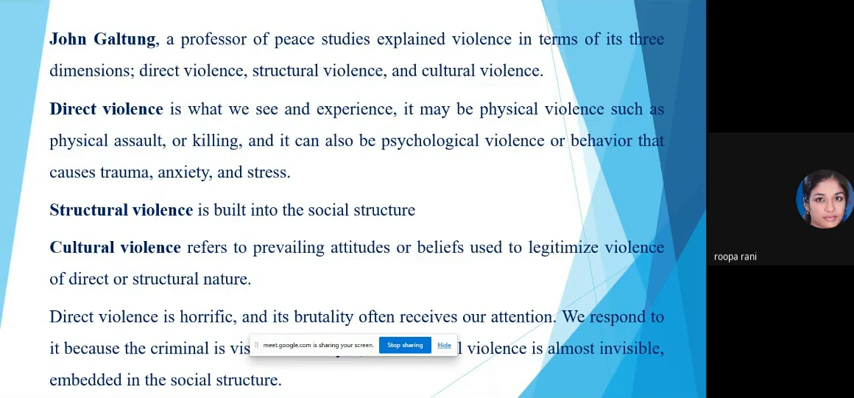 John Galtung, a professor of peace studies explained violence in terms of its three
dimensions; direct violence, structural violence, and cultural violence.
Direct violence is what we see and experience, it may be physical violence such as
physical assault, or killing, and it can also be psychological violence or behavior that
causes trauma, anxiety, and stress.
Structural violence is built into the social structure
Cultural violence refers to prevailing attitudes or beliefs used to legitimize violence
of direct or structural nature.
Direct violence is horrific, and its brutality often receives our attention. We respond to
it because the criminal is vis l violence is almost invisible,
meet.google.com is sharing your screen. Stop sharing Hide
embedded in the social structure.
roopa rani